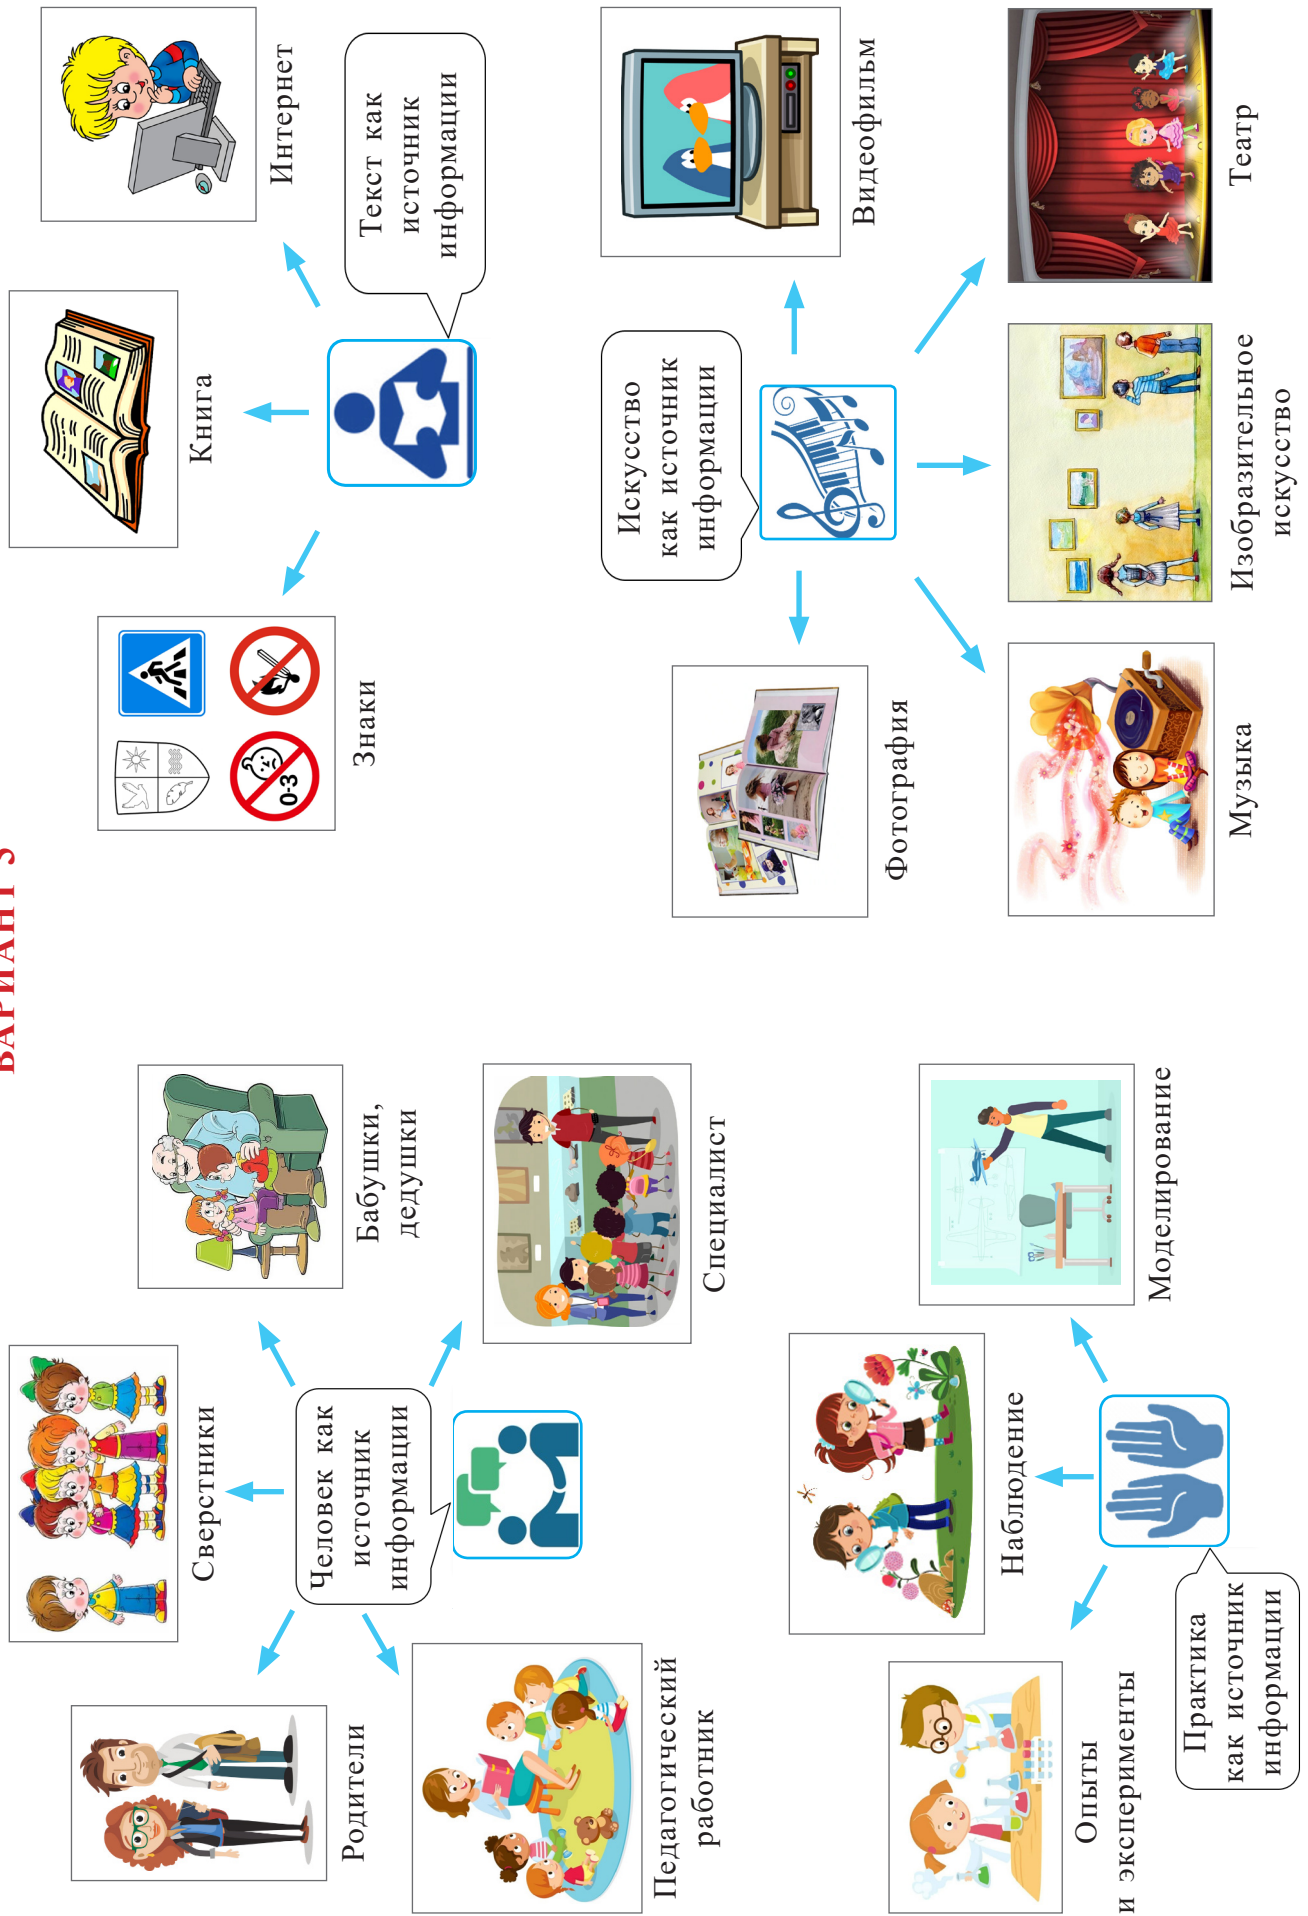 ВАРИАНТ 3
Родители
Сверстники
Бабушки,
дедушки
Человек как
источник
информации
Педагогический
работник
Специалист
Знаки
0-3
Книга
Интернет
Текст как
источник
информации
Опыты
и эксперименты
Наблюдение
Моделирование
Практика
как источник
информации
Искусство
как источник
информации
Фотография
Видеофильм
Музыка
Изобразительное
искусство
Театр